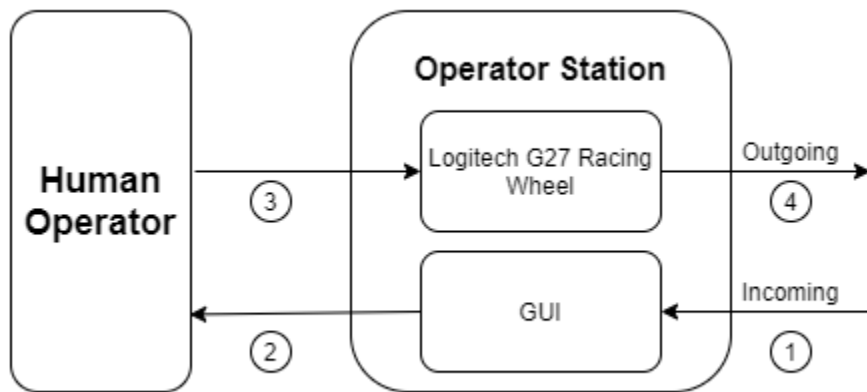 Operator Station
Human
Operator
Logitech G27 Racing
Wheel
Outgoing
3
4
GUI
Incoming
2
1